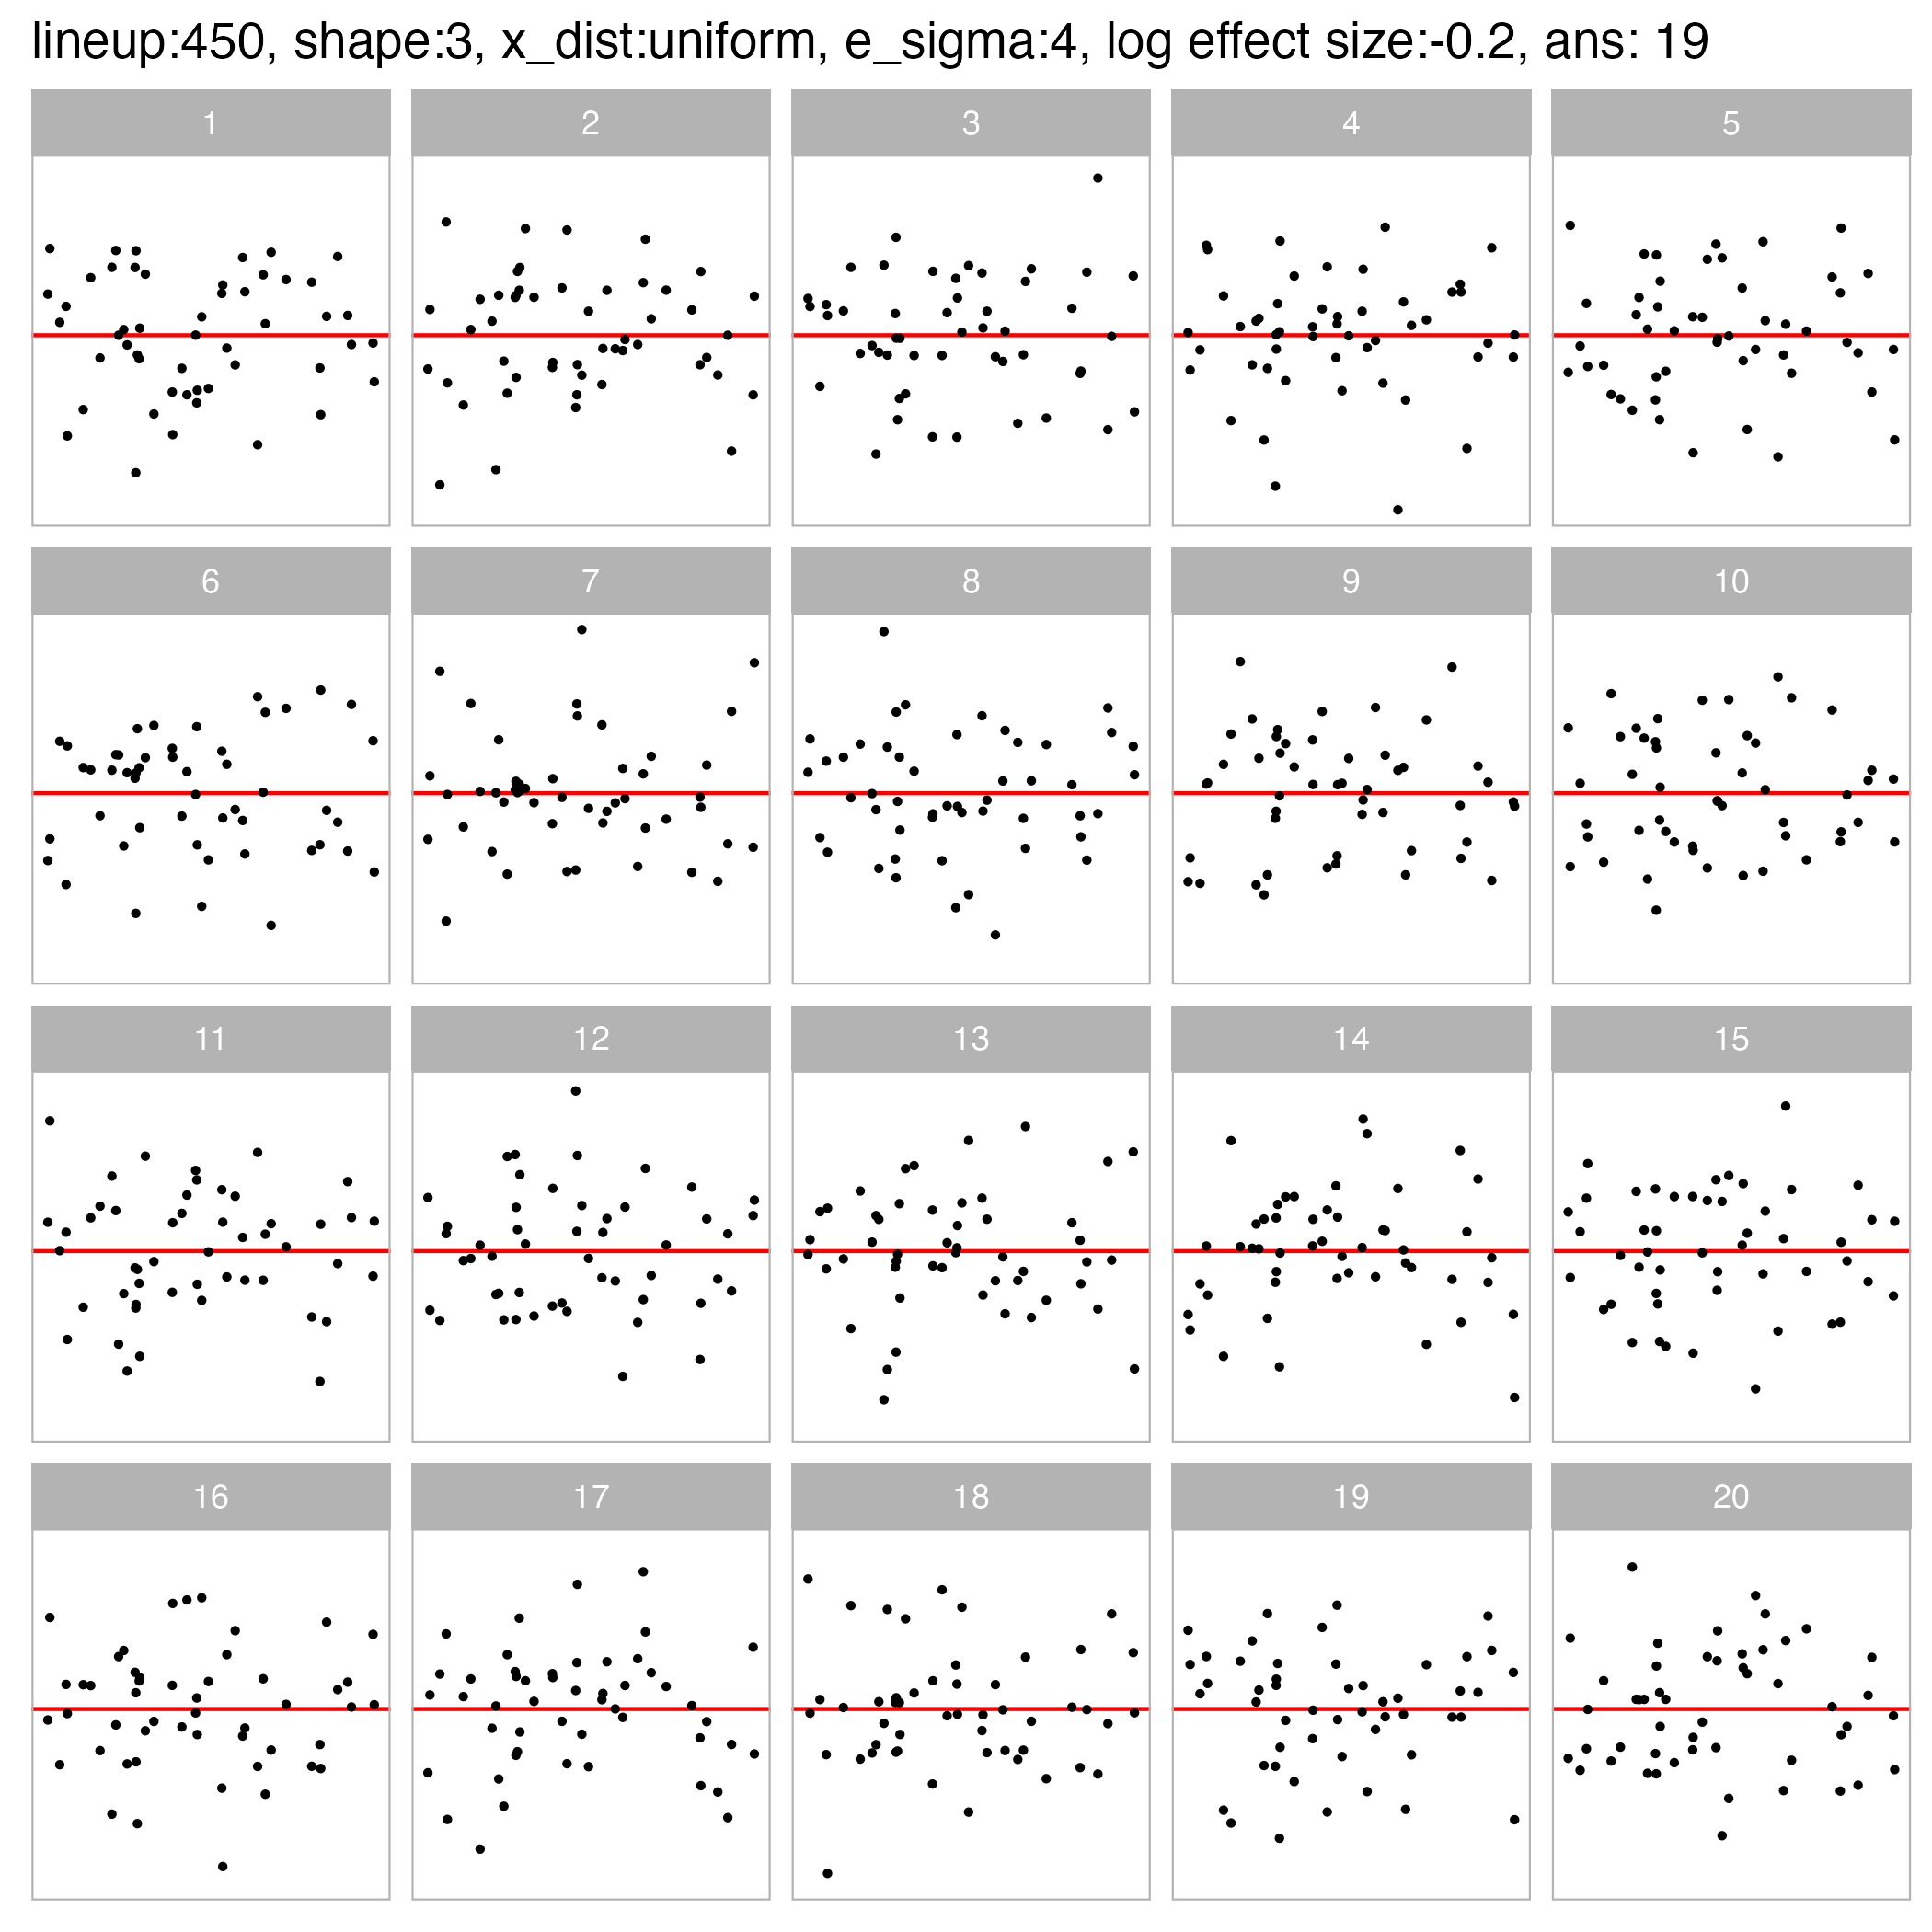 lineup:450, shape:3, x_dist:uniform, e_sigma:4, log effect size:-0.2, ans: 19
1 2 3 4 5
6 7 8 9 10
11 12 13 14 15
16 17 18 19 20